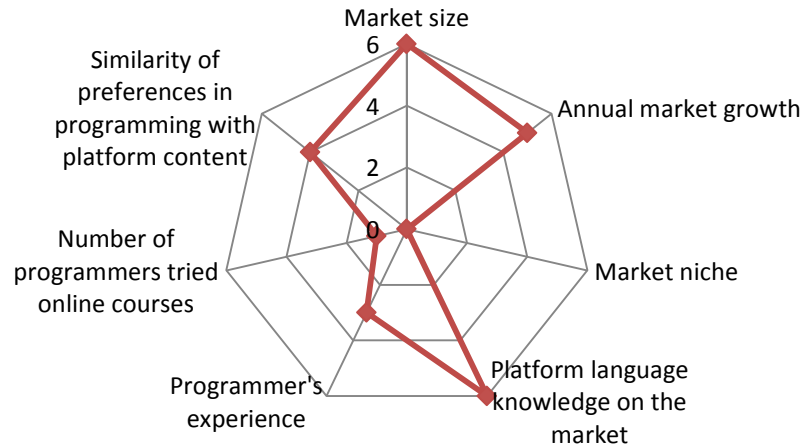 Market size
6
Similarity of
preferences in
programming with
platform content
4
Annual market growth
2
0
Number of
programmers tried
online courses
Market niche
Programmer's
experience
Platform language
knowledge on the
market